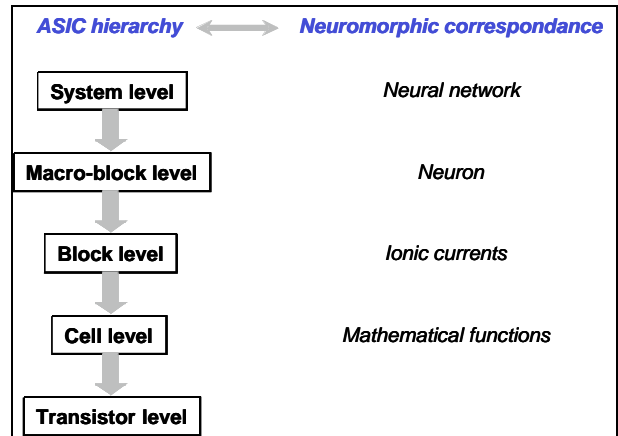 ASIC hierarchy Neuromorphic correspondance
System level Neural network
Macro-block level Neuron
Block level Ionic currents
Cell level Mathematical functions
Transistor level